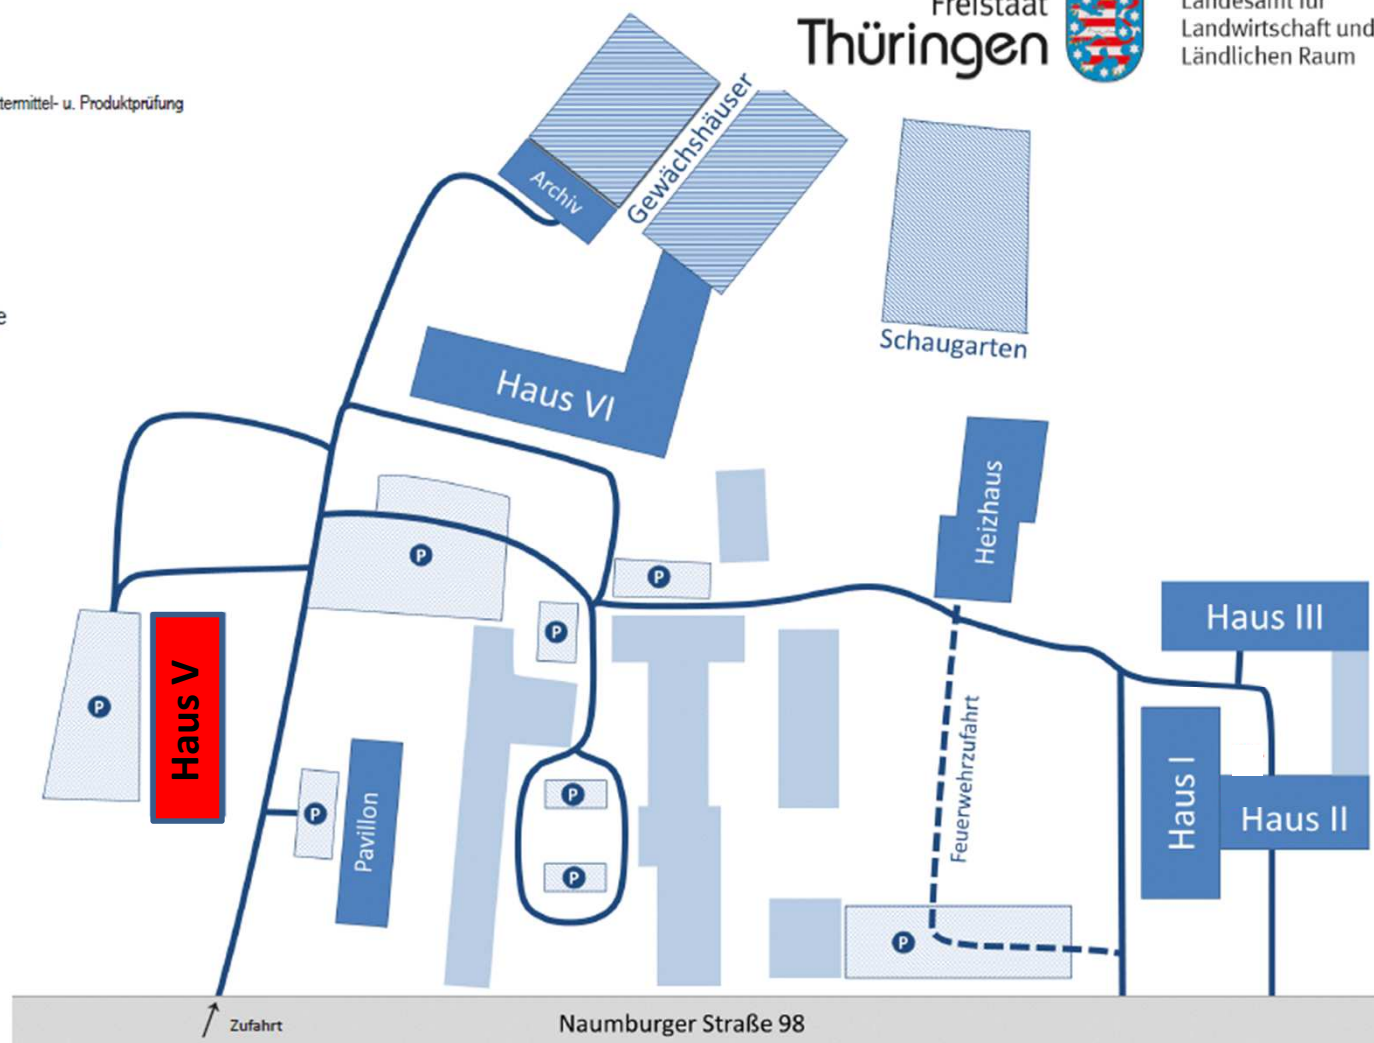 Freistaat
Thüringen
Landesamt für
Landwirtschaft und
Ländlichen Raum
termittel- u. Produktprüfung
Gewächshäuser
Archiv
e
Schaugarten
Haus VI
Heizhaus
P
P
P
Haus III
Haus V
P
Feuerwehrzufahrt
Haus I
P
P
Pavillon
Haus II
P
P
Zufahrt
Naumburger Straße 98